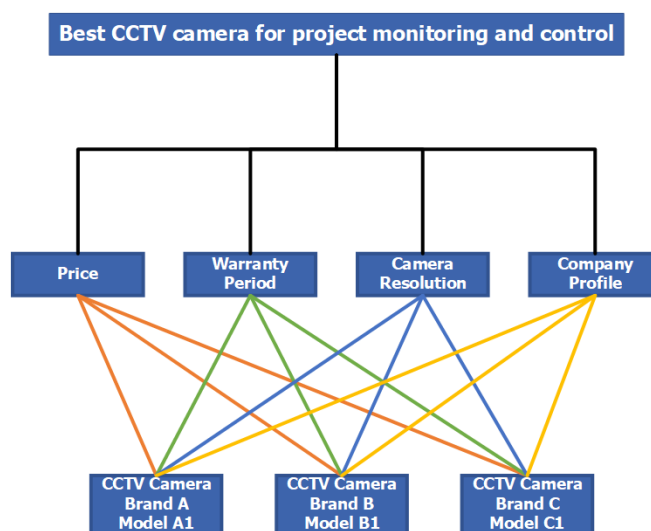 Best CCTV camera for project monitoring and control
Price
Warranty
Period
Camera
Resolution
Company
Profile
CCTV Camera
Brand A
Model A1
CCTV Camera
Brand B
Model B1
CCTV Camera
Brand C
Model C1